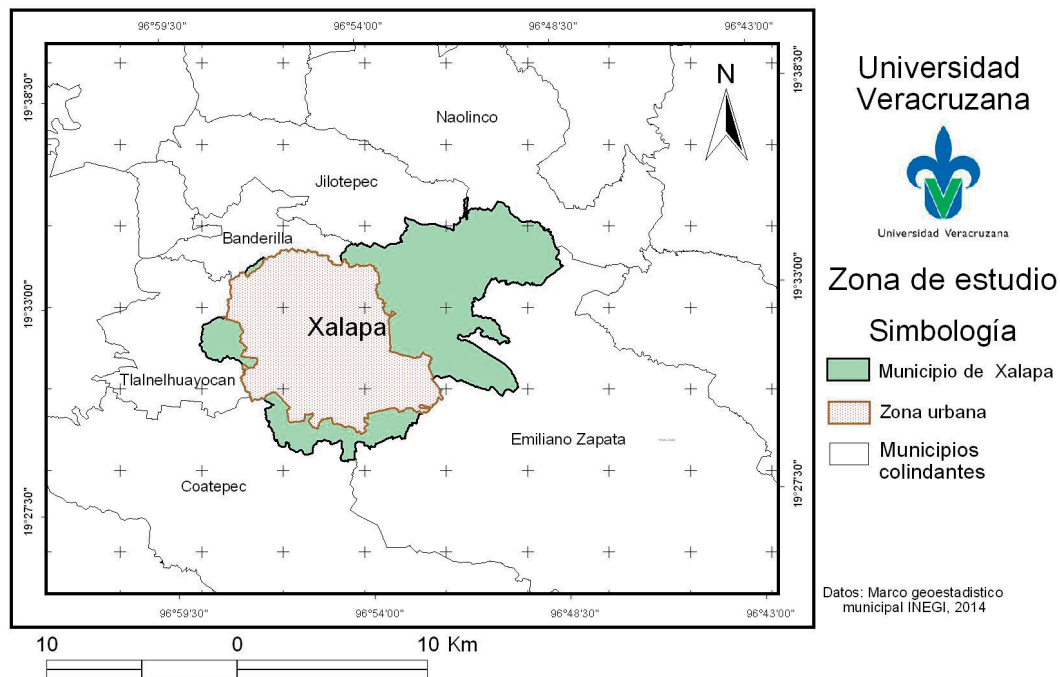 96°59'30"
96°54'00"
96°48'30"
96°43'00"
19°38'30"
19°38'30"
N
Naolinco
Jilotepec
Banderilla
19°33'00"
19°33'00"
Xalapa
Tlalnelhuayocan
Emiliano Zapata
Coatepec
19°27'30"
19°27'30"
96°59'30"
96°54'00"
96°48'30"
96°43'00"
10 0 10 Km
Universidad
Veracruzana
Universidad Veracruzana
Zona de estudio
Simbología
Municipio de Xalapa
Zona urbana
Municipios
colindantes
Datos: Marco geoestadistico
municipal INEGI, 2014